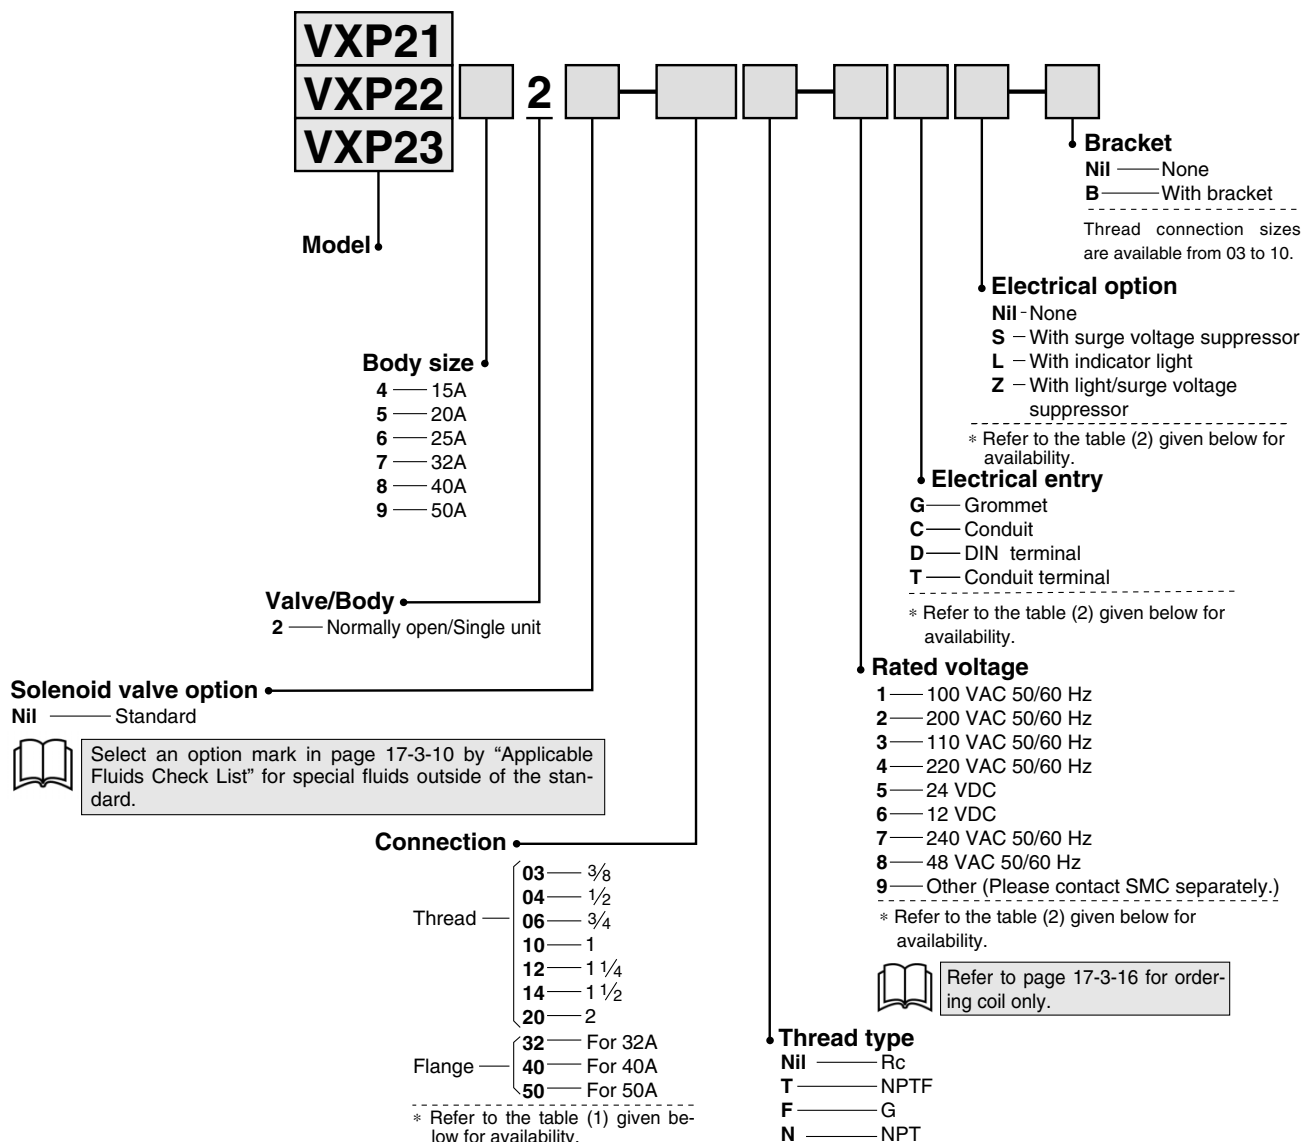 VXP21
VXP22
2
VXP23
Model
Bracket
Nil None
B With bracket
Thread connection sizes
are available from 03 to 10.
Electrical option
Nil None
S With surge voltage suppressor
L With indicator light
Z With light/surge voltage
suppressor
* Refer to the table (2) given below for
availability.
Body size
4 15A
5 20A
6 25A
7 32A
8 40A
9 50A
Electrical entry
G Grommet
C Conduit
D DIN terminal
T Conduit terminal
* Refer to the table (2) given below for
availability.
Valve/Body
2 Normally open/Single unit
Rated voltage
1 100 VAC 50/60 Hz
2 200 VAC 50/60 Hz
3 110 VAC 50/60 Hz
4 220 VAC 50/60 Hz
5 24 VDC
6 12 VDC
7 240 VAC 50/60 Hz
8 48 VAC 50/60 Hz
9 Other (Please contact SMC separately.)
* Refer to the table (2) given below for
availability.
Refer to page 17-3-16 for order-
ing coil only.
Solenoid valve option
Nil Standard
Select an option mark in page 17-3-10 by “Applicable
Fluids Check List” for special fluids outside of the stan-
dard.
Connection
Thread
03 3/8
04 1/2
06 3/4
10 1
12 1 1/4
14 1 1/2
20 2
Flange
32 For 32A
40 For 40A
50 For 50A
* Refer to the table (1) given be-
low for availability.
Thread type
Nil Rc
T NPTF
F G
N NPT